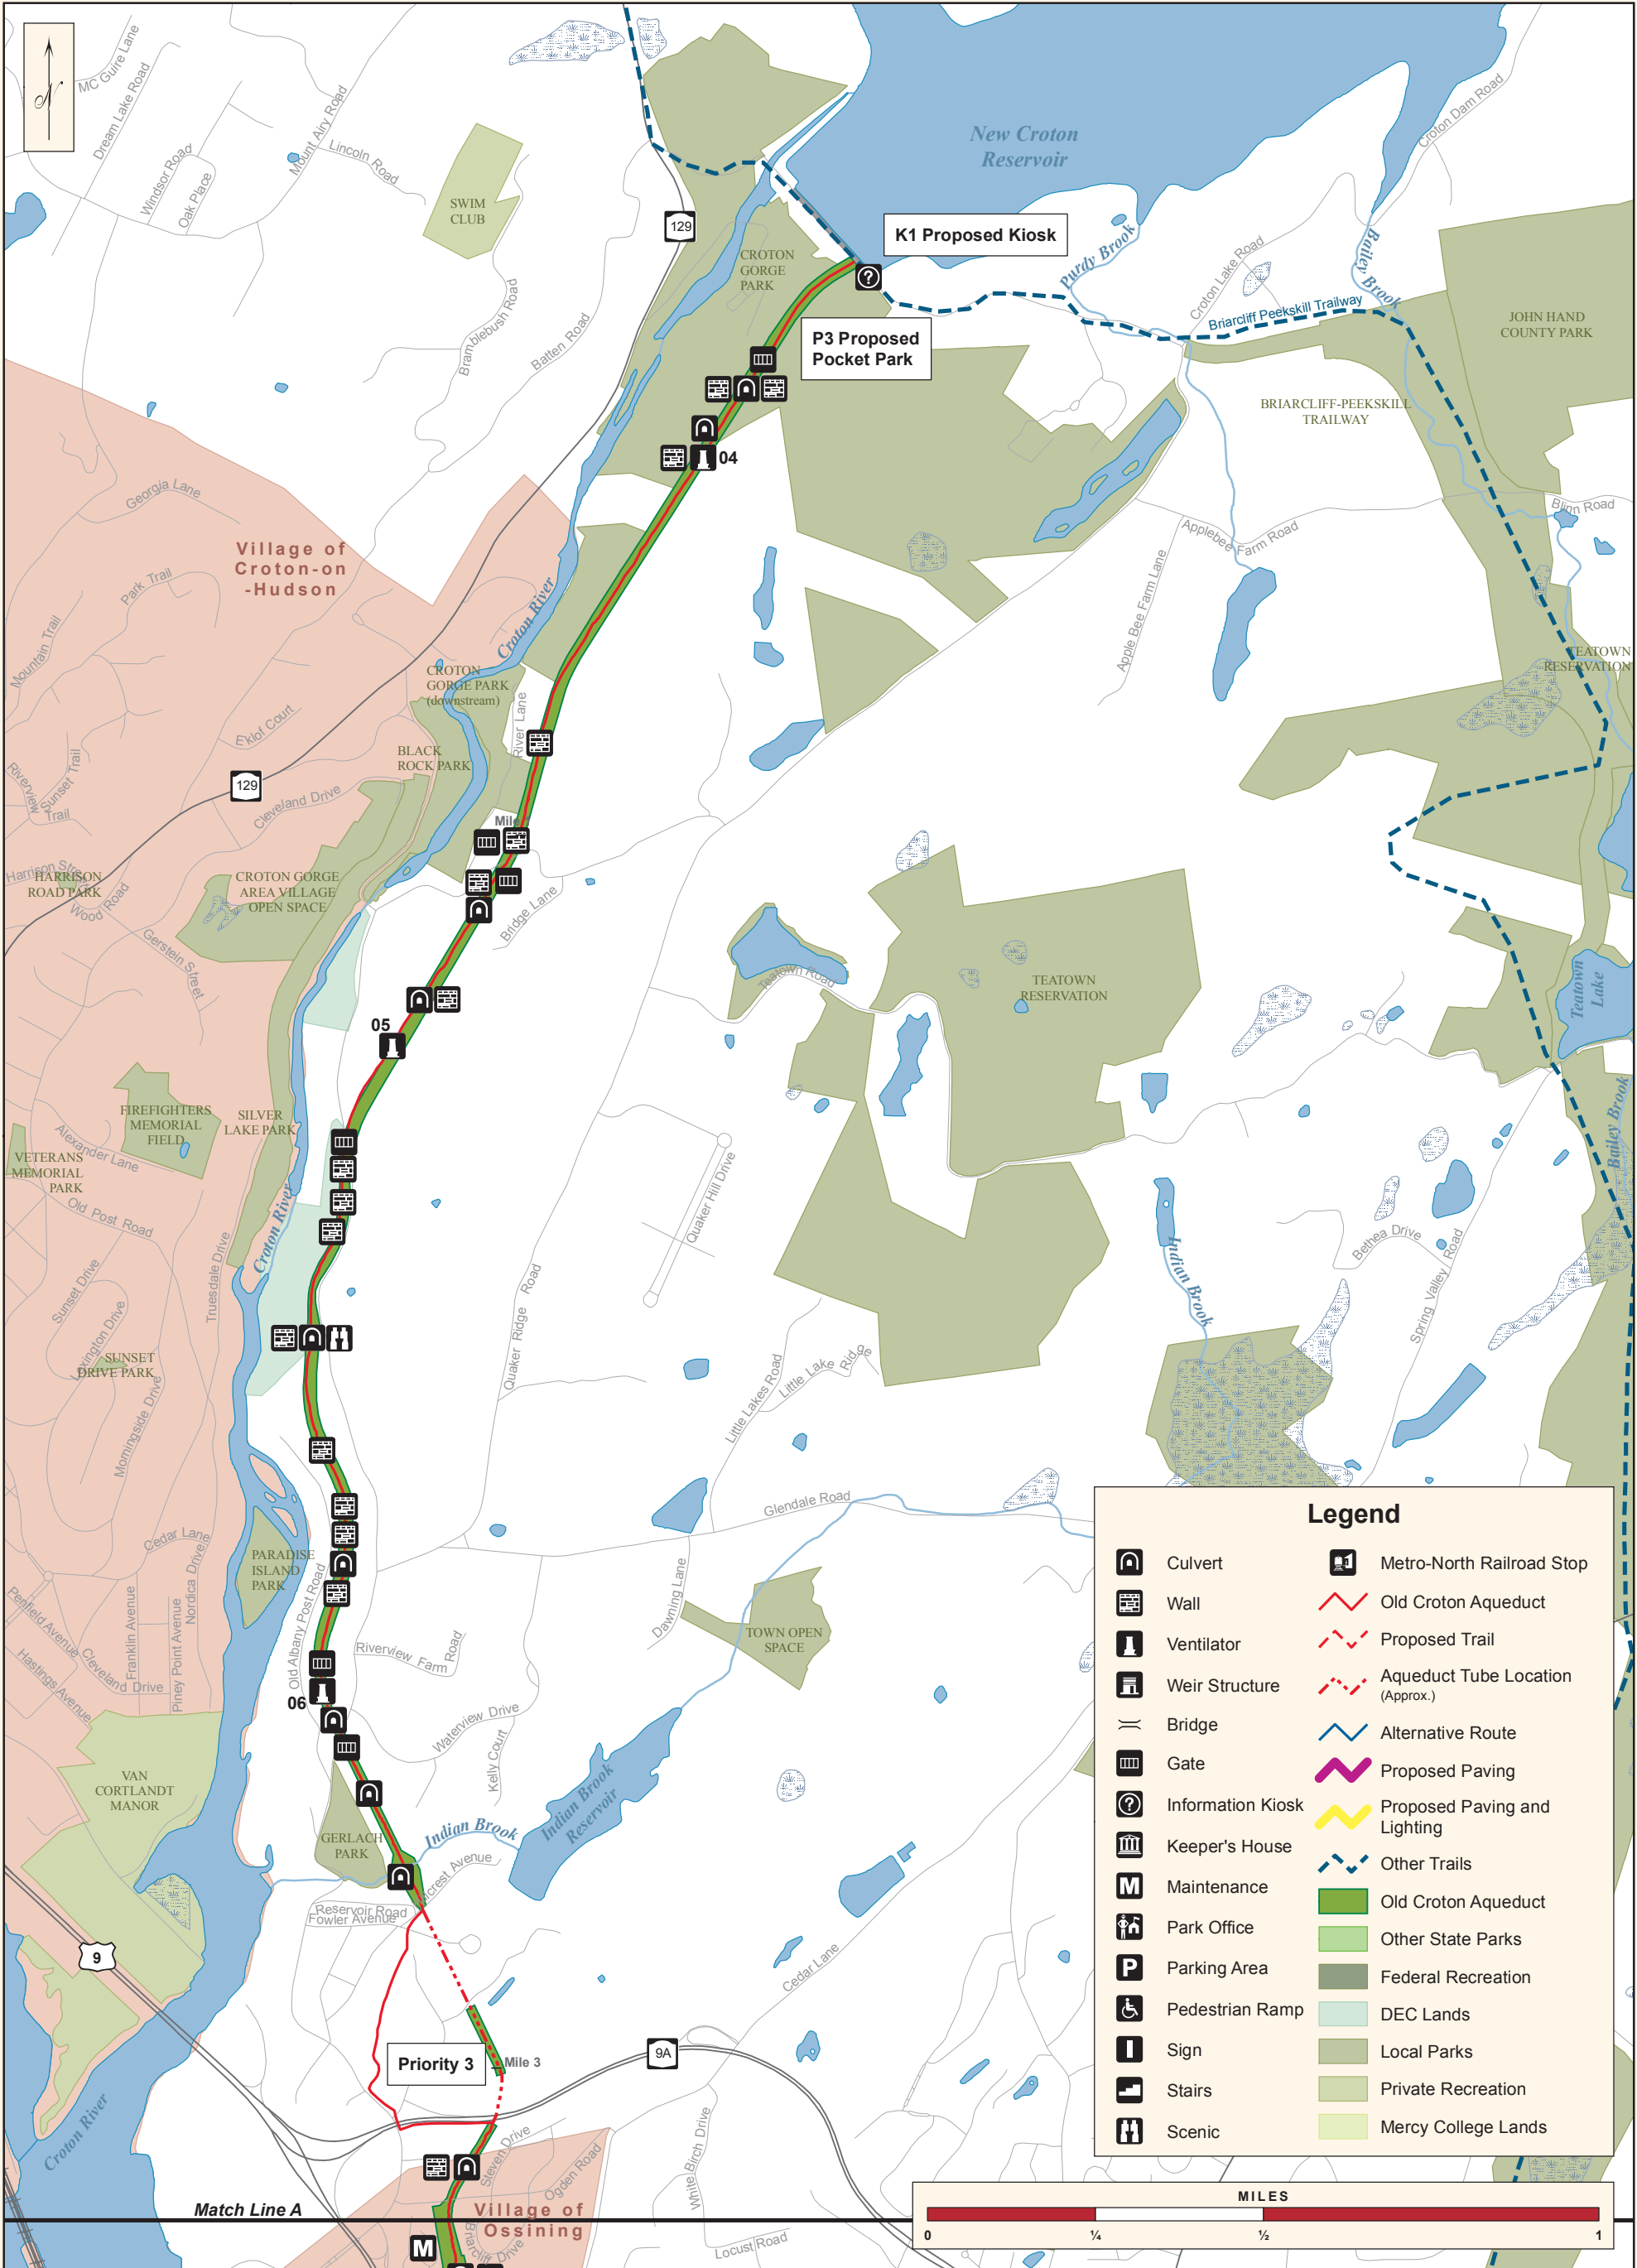 N
MC Guire Lane
Dream Lake Road
Windsor Road
Oak Place
Mount Airy Road
Lincoln Road
SWIM
CLUB
129
New Croton
Reservoir
Croton Dam Road
CROTON
GORGE
PARK
K1 Proposed Kiosk
?
P3 Proposed
Pocket Park
Purdy Brook
Croton Lake Road
Bailey Brook
Briarcliff Peekskill Trailway
JOHN HAND
COUNTY PARK
BRIARCLIFF-PEEKSKILL
TRAILWAY
Bramblebush Road
Batten Road
04
Georgia Lane
Village of
Croton-on
-Hudson
Park Trail
Mountain Trail
Croton River
Applebee Farm Road
Apple Bee Farm Lane
Blinn Road
TEATOWN
RESERVATION
CROTON
GORGE PARK
(downstream)
River Lane
BLACK
ROCK PARK
Eklof Court
Riverview
Trail
Sunset Trail
129
Cleveland Drive
Mile
Harrison Street
HARRISON
ROAD PARK
Wood Road
CROTON GORGE
AREA VILLAGE
OPEN SPACE
Gerstein Street
Bridge Lane
Teatown Road
TEATOWN
RESERVATION
Teatown
Lake
05
FIREFIGHTERS
MEMORIAL
FIELD
SILVER
LAKE PARK
Alexander Lane
VETERANS
MEMORIAL
PARK
Old Post Road
Croton River
Truesdale Drive
Sunset Drive
Lexington Drive
SUNSET
DRIVE PARK
Morningside Drive
Quaker Hill Drive
Quaker Ridge Road
Little Lakes Road
Little Lake Ridge
Indian Brook
Bethea Drive
Spring Valley Road
Bailey Brook
Glendale Road
Cedar Lane
Nordica Drive
PARADISE
ISLAND
PARK
Old Albany Post Road
Penfield Avenue
Hastings Avenue
Cleveland Drive
Franklin Avenue
Piney Point Avenue
Riverview Farm Road
Dawning Lane
TOWN OPEN
SPACE
06
Waterview Drive
Kelly Court
VAN
CORTLANDT
MANOR
GERLACH
PARK
Indian Brook
Indian Brook
Reservoir
Reservoir Road
Fowler Avenue
9
Cedar Lane
Priority 3
Mile 3
9A
Croton River
Steven Drive
Ogden Road
White Birch Drive
Match Line A
Village of
Ossining
Briarcliff Drive
Locust Road
M
Legend
Culvert
Wall
Ventilator
Weir Structure
Bridge
Gate
? Information Kiosk
Keeper's House
M Maintenance
Park Office
P Parking Area
Pedestrian Ramp
Sign
Stairs
Scenic
Metro-North Railroad Stop
Old Croton Aqueduct
Proposed Trail
Aqueduct Tube Location
(Approx.)
Alternative Route
Proposed Paving
Proposed Paving and
Lighting
Other Trails
Old Croton Aqueduct
Other State Parks
Federal Recreation
DEC Lands
Local Parks
Private Recreation
Mercy College Lands
MILES
0 ¼ ½ 1